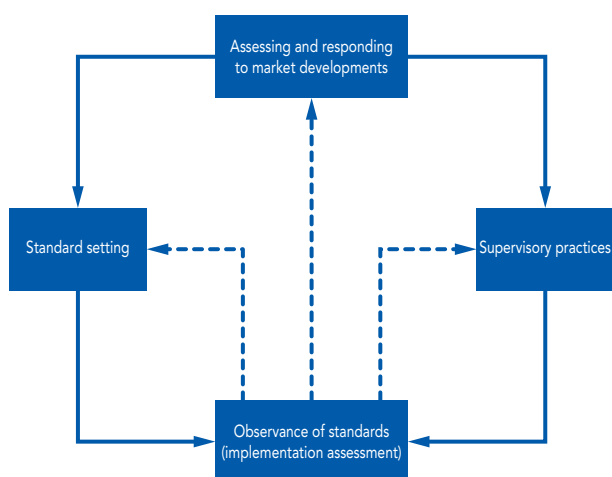 Assessing and responding
to market developments
Standard setting
Supervisory practices
Observance of standards
(implementation assessment)